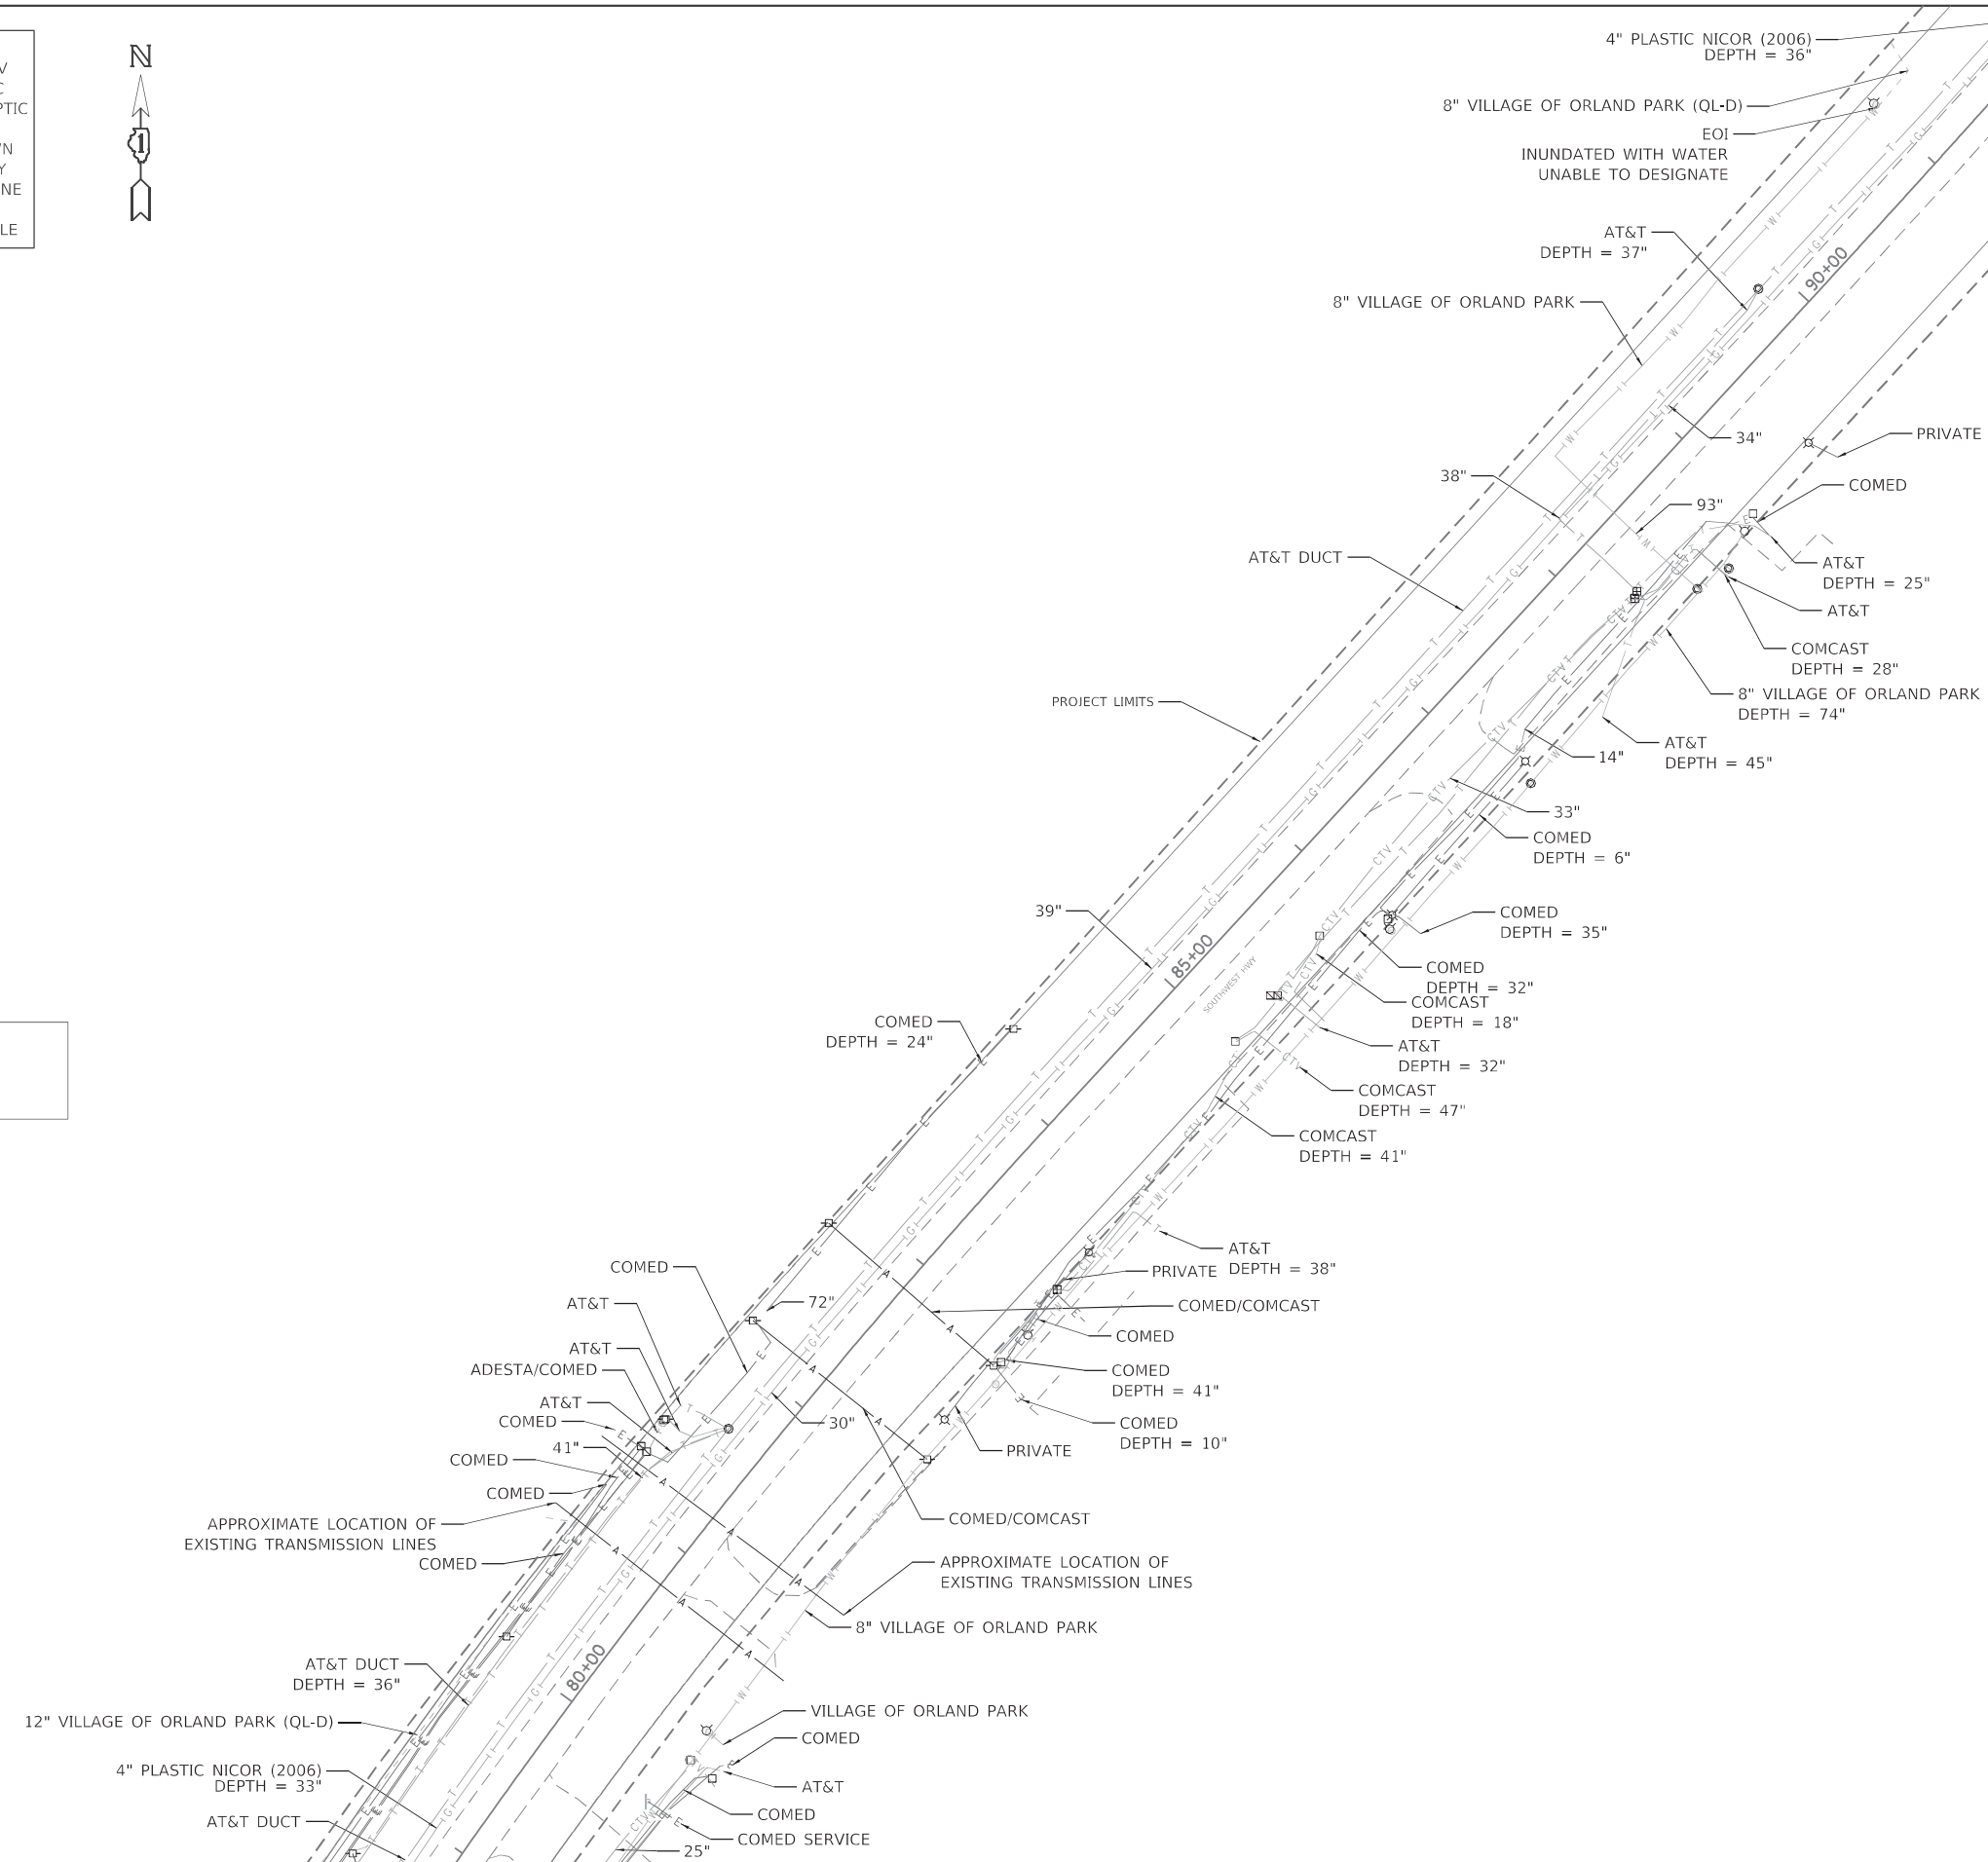 V
C
PTIC
VN
Y
NE
LE
N
1
4" PLASTIC NICOR (2006)
DEPTH = 36"
8" VILLAGE OF ORLAND PARK (QL-D)
EOI
INUNDATED WITH WATER
UNABLE TO DESIGNATE
AT&T
DEPTH = 37"
90+00
8" VILLAGE OF ORLAND PARK
34"
PRIVATE
38"
93"
COMED
AT&T DUCT
AT&T
DEPTH = 25"
AT&T
COMCAST
DEPTH = 28"
8" VILLAGE OF ORLAND PARK
DEPTH = 74"
PROJECT LIMITS
AT&T
DEPTH = 45"
14"
33"
COMED
DEPTH = 6"
39"
COMED
DEPTH = 35"
85+00
SOUTHWEST HWY
COMED
DEPTH = 32"
COMCAST
DEPTH = 18"
COMED
DEPTH = 24"
AT&T
DEPTH = 32"
COMCAST
DEPTH = 47"
COMCAST
DEPTH = 41"
AT&T
DEPTH = 38"
PRIVATE
COMED
72"
COMED/COMCAST
AT&T
COMED
AT&T
ADESTA/COMED
COMED
DEPTH = 41"
AT&T
COMED
30"
COMED
DEPTH = 10"
41"
PRIVATE
COMED
COMED
COMED/COMCAST
APPROXIMATE LOCATION OF
EXISTING TRANSMISSION LINES
COMED
APPROXIMATE LOCATION OF
EXISTING TRANSMISSION LINES
8" VILLAGE OF ORLAND PARK
80+00
AT&T DUCT
DEPTH = 36"
12" VILLAGE OF ORLAND PARK (QL-D)
VILLAGE OF ORLAND PARK
COMED
4" PLASTIC NICOR (2006)
DEPTH = 33"
AT&T
COMED
AT&T DUCT
COMED SERVICE
25"